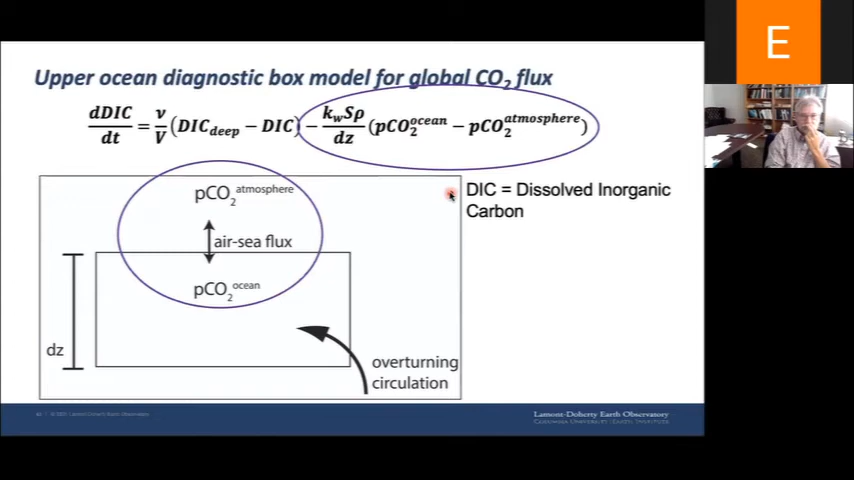 Upper ocean diagnostic box model for global CO₂ flux
dDIC/dt = ν/V (DIC_deep − DIC) − k_wSρ/dz (pCO₂^ocean − pCO₂^atmosphere)
pCO₂^atmosphere
DIC = Dissolved Inorganic
Carbon
air-sea flux
pCO₂^ocean
dz
overturning
circulation
Lamont-Doherty Earth Observatory
Columbia University | Earth Institute
E